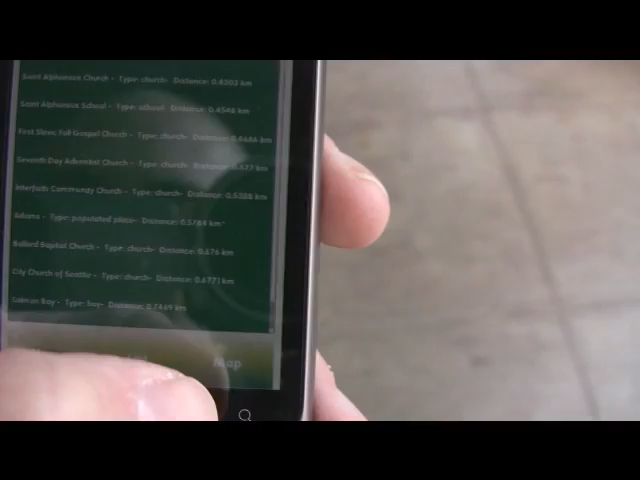 Saint Alphonsus Church - Type: church- Distance: 0.4303 km
Saint Alphonsus School - Type: school- Distance: 0.4546 km
First Slavic Full Gospel Church - Type: church- Distance: km
Seventh Day Adventist Church - Type: church- Distance: km
Interfaith Community Church - Type: church- Distance: 0.5388 km
Adams - Type: populated place- Distance: 0.5784 km
Ballard Baptist Church - Type: church- Distance: 0.676 km
City Church of Seattle - Type: church- Distance: 0.6771 km
Salmon Bay - Type: bay- Distance: 0.7469 km
Map